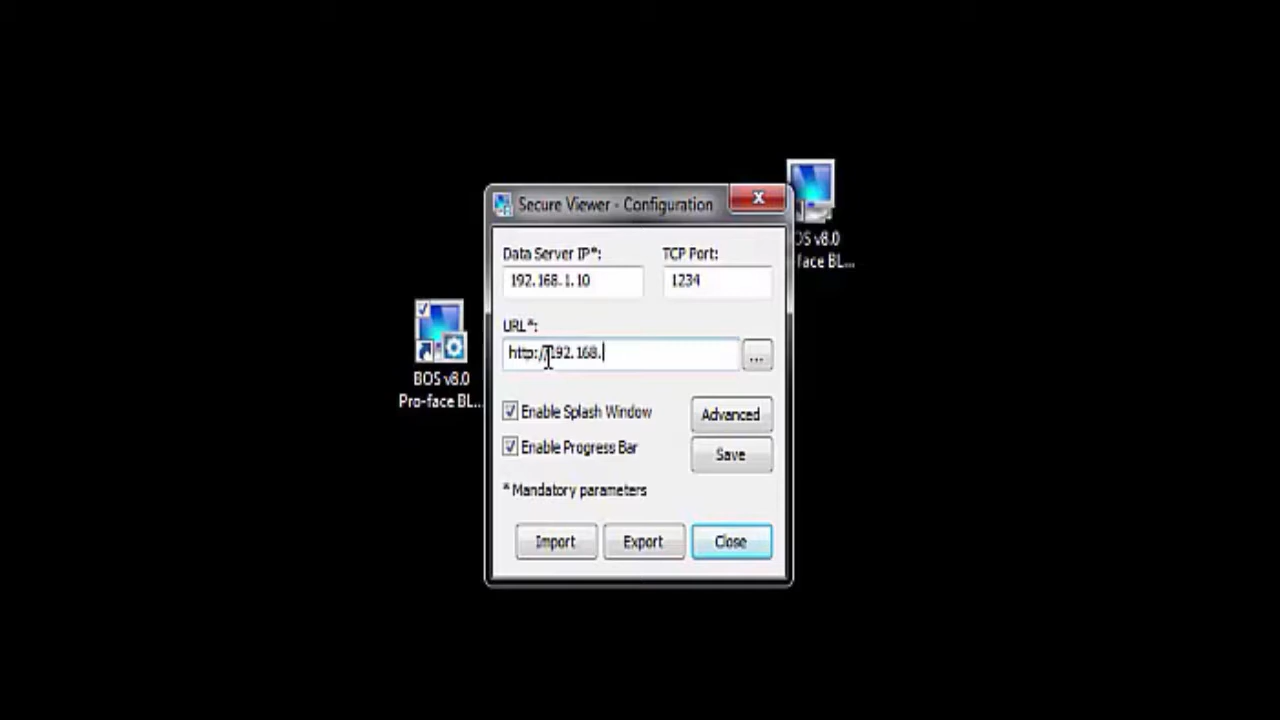 Secure Viewer - Configuration
X
Data Server IP*:
TCP Port:
192.168.1.10
1234
URL*:
http://192.168.
...
Enable Splash Window
Advanced
Enable Progress Bar
Save
* Mandatory parameters
Import
Export
Close
BOS v8.0
Pro-face BL...
OS v8.0
face BL...